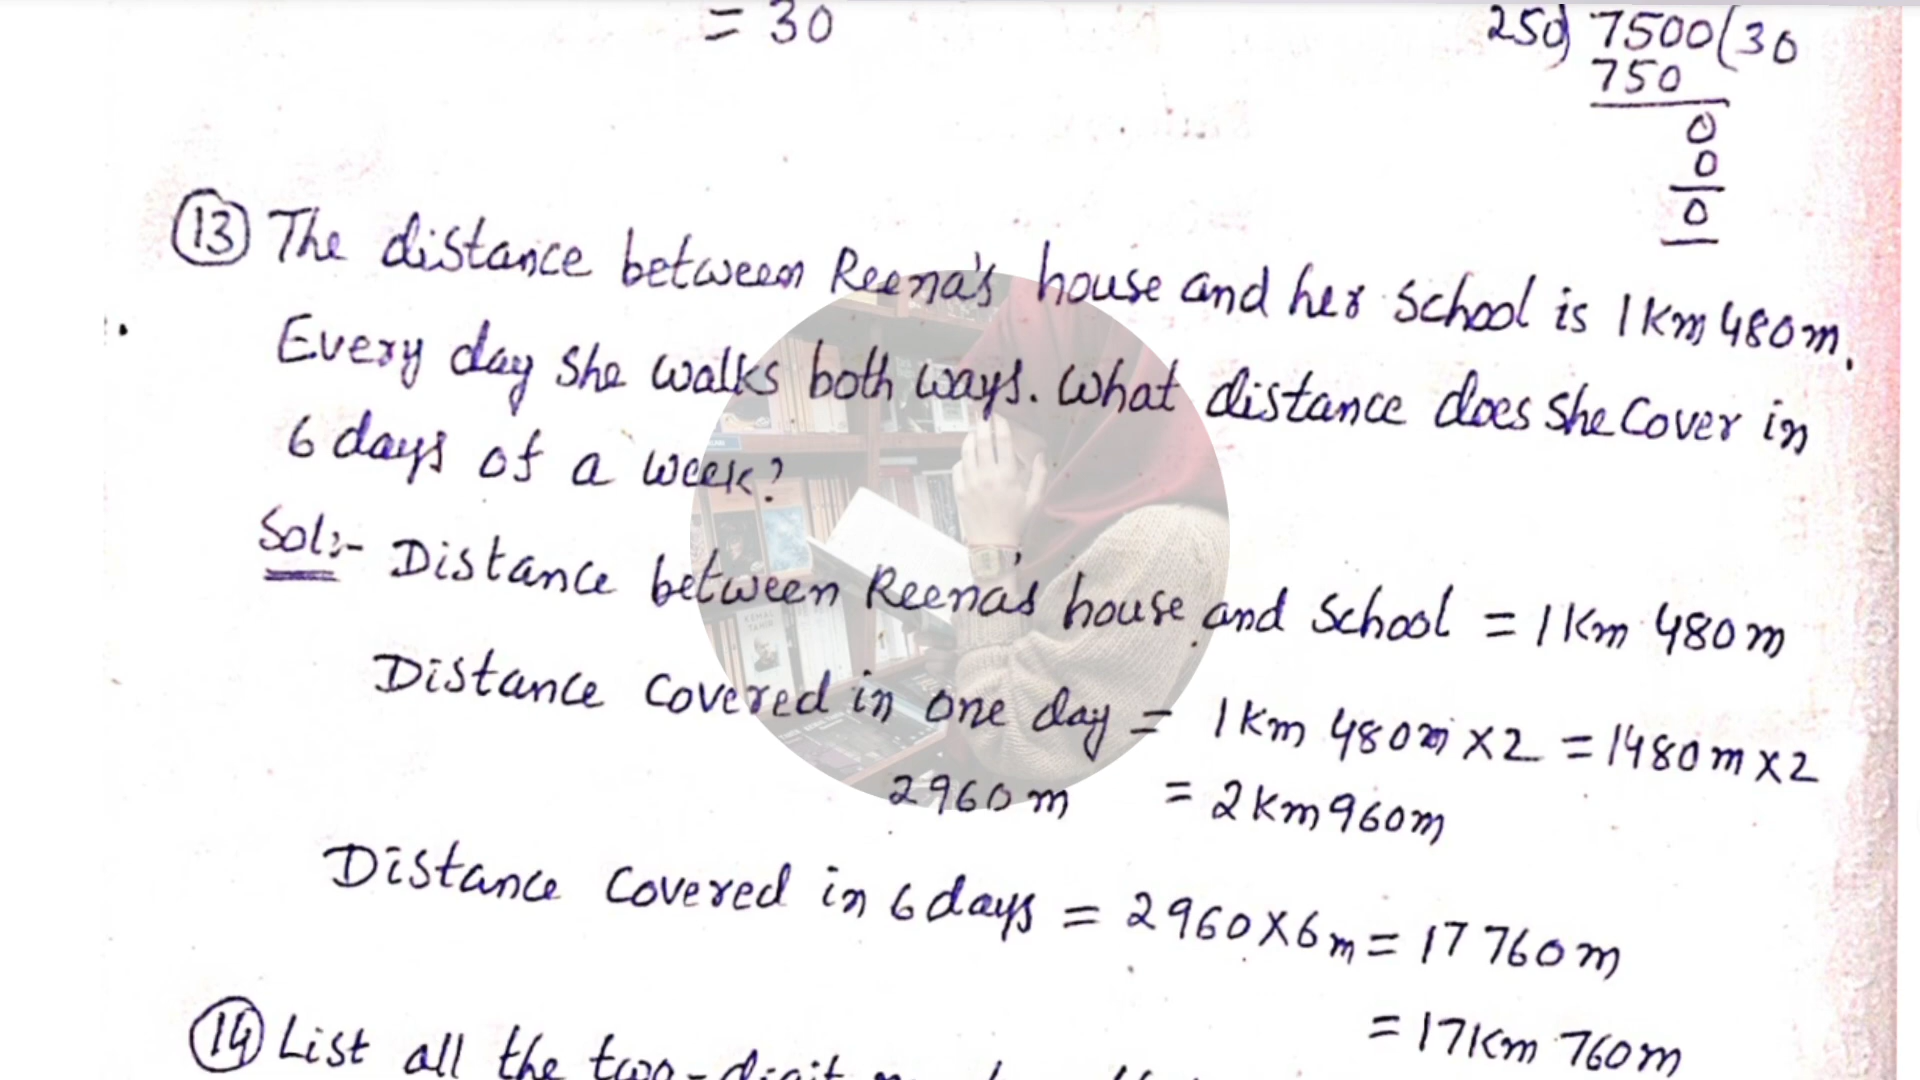 = 30
250) 7500 (30
750
0
0
0
(13) The distance between Reena's house and her school is 1km 480m.
Every day she walks both ways. What distance does she cover in
6 days of a week?
Sol:- Distance between Reena's house and school = 1km 480m
Distance covered in one day = 1km 480m x2 = 1480m x2
2960m = 2km 960m
Distance covered in 6 days = 2960x6m = 17760m
= 17km 760m
(14) List all the two-digit